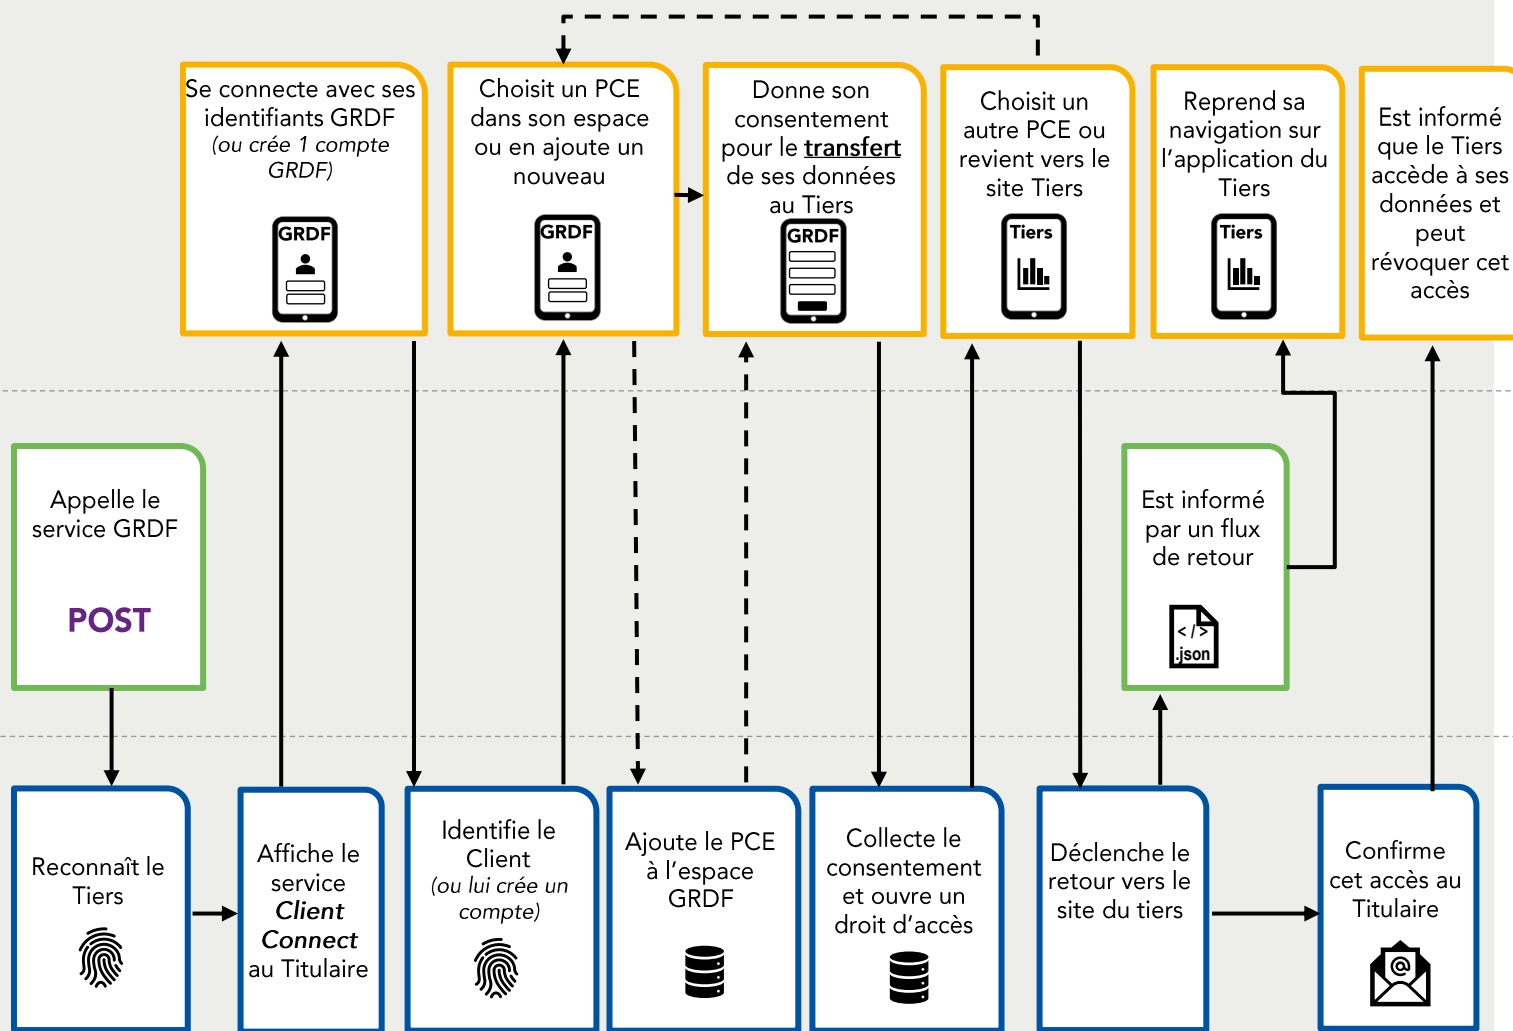 Se connecte avec ses
identifiants GRDF
(ou crée 1 compte
GRDF)
GRDF
Choisit un PCE
dans son espace
ou en ajoute un
nouveau
GRDF
Donne son
consentement
pour le transfert
de ses données
au Tiers
GRDF
Choisit un
autre PCE ou
revient vers le
site Tiers
Tiers
Reprend sa
navigation sur
l'application du
Tiers
Tiers
Est informé
que le Tiers
accède à ses
données et
peut
révoquer cet
accès
Appelle le
service GRDF
POST
Est informé
par un flux
de retour
</>
.json
Reconnaît le
Tiers
Affiche le
service
Client
Connect
au Titulaire
Identifie le
Client
(ou lui crée un
compte)
Ajoute le PCE
à l'espace
GRDF
Collecte le
consentement
et ouvre un
droit d'accès
Déclenche le
retour vers le
site du tiers
Confirme
cet accès au
Titulaire
@